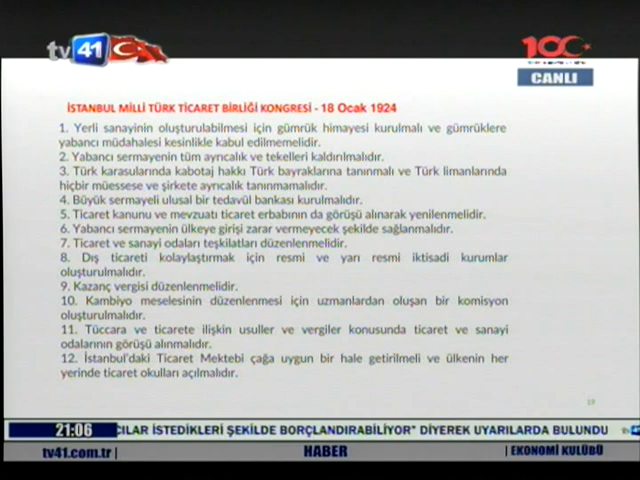 tv 41
100
CANLI
İSTANBUL MİLLİ TÜRK TİCARET BİRLİĞİ KONGRESİ - 18 Ocak 1924
1. Yerli sanayinin oluşturulabilmesi için gümrük himayesi kurulmalı ve gümrüklere
yabancı müdahalesi kesinlikle kabul edilmemelidir.
2. Yabancı sermayenin tüm ayrıcalık ve tekelleri kaldırılmalıdır.
3. Türk karasularında kabotaj hakkı Türk bayraklarına tanınmalı ve Türk limanlarında
hiçbir müessese ve şirkete ayrıcalık tanınmamalıdır.
4. Büyük sermayeli ulusal bir tedavül bankası kurulmalıdır.
5. Ticaret kanunu ve mevzuatı ticaret erbabının da görüşü alınarak yenilenmelidir.
6. Yabancı sermayenin ülkeye girişi zarar vermeyecek şekilde sağlanmalıdır.
7. Ticaret ve sanayi odaları teşkilatları düzenlenmelidir.
8. Dış ticareti kolaylaştırmak için resmi ve yarı resmi iktisadi kurumlar
oluşturulmalıdır.
9. Kazanç vergisi düzenlenmelidir.
10. Kambiyo meselesinin düzenlenmesi için uzmanlardan oluşan bir komisyon
oluşturulmalıdır.
11. Tüccara ve ticarete ilişkin usuller ve vergiler konusunda ticaret ve sanayi
odalarının görüşü alınmalıdır.
12. İstanbul'daki Ticaret Mektebi çağa uygun bir hale getirilmeli ve ülkenin her
yerinde ticaret okulları açılmalıdır.
21:06 CILAR İSTEDİKLERİ ŞEKİLDE BORÇLANDIRABİLİYOR" DİYEREK UYARILARDA BULUNDU
tv41.com.tr | HABER | EKONOMİ KULÜBÜ